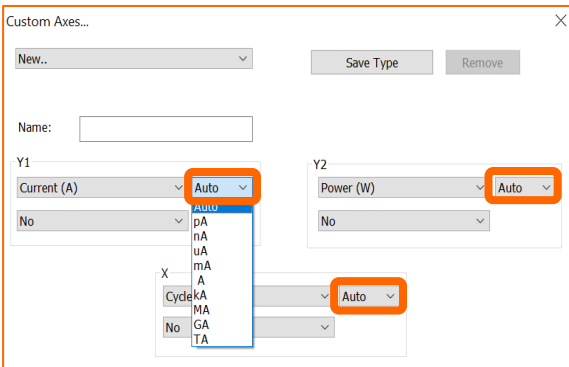 Custom Axes...
New..
Save Type
Remove
Name:
Y1
Current (A)
Auto
No
Auto
pA
nA
uA
mA
A
kA
MA
GA
TA
Y2
Power (W)
Auto
No
X
Cycle
Auto
No